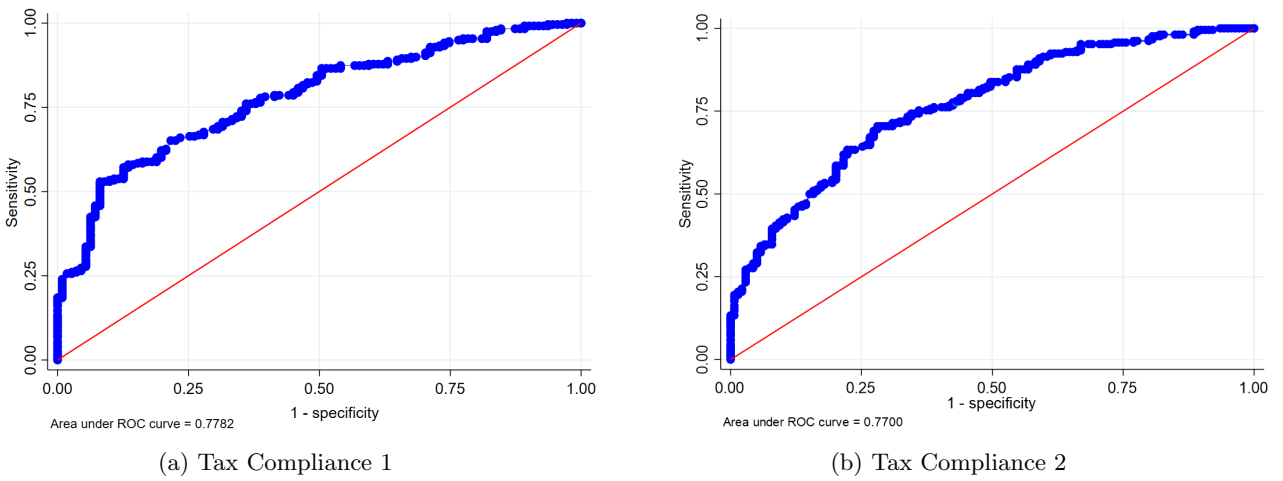 1.00
0.75
0.50
0.25
0.00
Sensitivity
0.00 0.25 0.50 0.75 1.00
1 - specificity
Area under ROC curve = 0.7782
(a) Tax Compliance 1
1.00
0.75
0.50
0.25
0.00
Sensitivity
0.00 0.25 0.50 0.75 1.00
1 - specificity
Area under ROC curve = 0.7700
(b) Tax Compliance 2